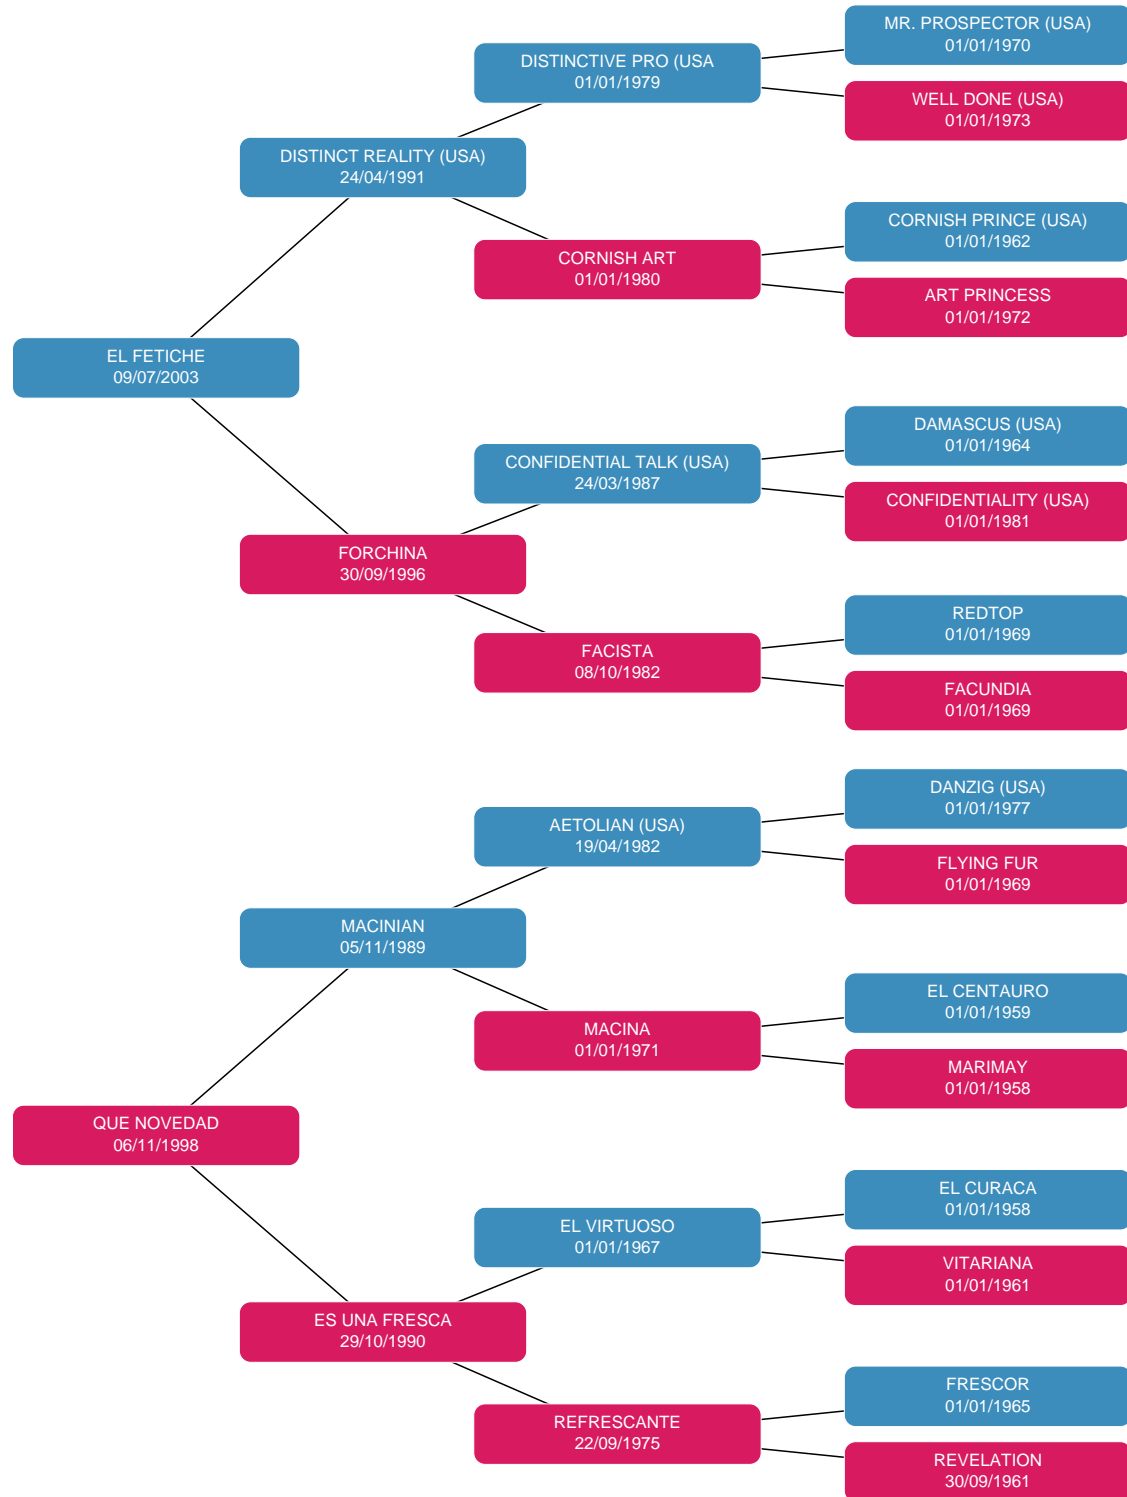 MR. PROSPECTOR (USA)
01/01/1970
DISTINCTIVE PRO (USA
01/01/1979
WELL DONE (USA)
01/01/1973
DISTINCT REALITY (USA)
24/04/1991
CORNISH PRINCE (USA)
01/01/1962
CORNISH ART
01/01/1980
ART PRINCESS
01/01/1972
EL FETICHE
09/07/2003
DAMASCUS (USA)
01/01/1964
CONFIDENTIAL TALK (USA)
24/03/1987
CONFIDENTIALITY (USA)
01/01/1981
FORCHINA
30/09/1996
REDTOP
01/01/1969
FACISTA
08/10/1982
FACUNDIA
01/01/1969
DANZIG (USA)
01/01/1977
AETOLIAN (USA)
19/04/1982
FLYING FUR
01/01/1969
MACINIAN
05/11/1989
EL CENTAURO
01/01/1959
MACINA
01/01/1971
MARIMAY
01/01/1958
QUE NOVEDAD
06/11/1998
EL CURACA
01/01/1958
EL VIRTUOSO
01/01/1967
VITARIANA
01/01/1961
ES UNA FRESCA
29/10/1990
FRESCOR
01/01/1965
REFRESCANTE
22/09/1975
REVELATION
30/09/1961